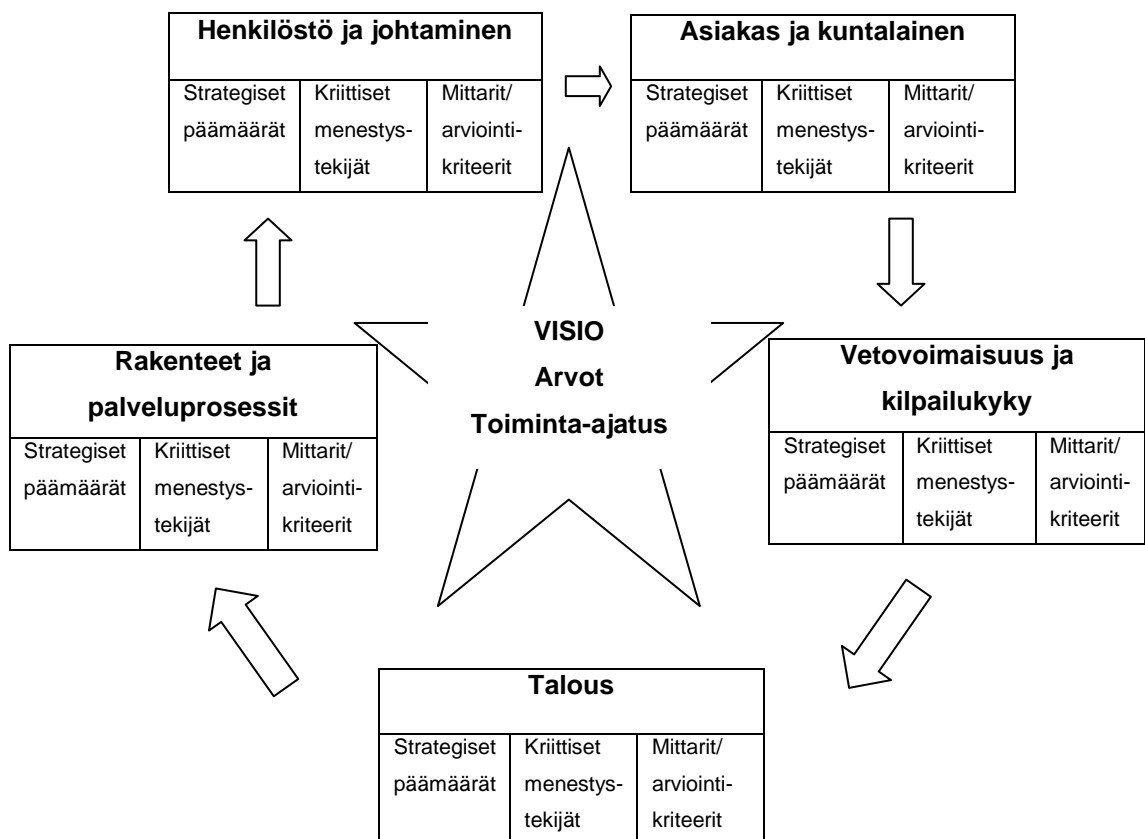 Henkilöstö ja johtaminen
Strategiset
päämäärät
Kriittiset
menestys-
tekijät
Mittarit/
arviointi-
kriteerit
Asiakas ja kuntalainen
Strategiset
päämäärät
Kriittiset
menestys-
tekijät
Mittarit/
arviointi-
kriteerit
VISIO
Arvot
Toiminta-ajatus
Rakenteet ja
palveluprosessit
Strategiset
päämäärät
Kriittiset
menestys-
tekijät
Mittarit/
arviointi-
kriteerit
Vetovoimaisuus ja
kilpailukyky
Strategiset
päämäärät
Kriittiset
menestys-
tekijät
Mittarit/
arviointi-
kriteerit
Talous
Strategiset
päämäärät
Kriittiset
menestys-
tekijät
Mittarit/
arviointi-
kriteerit